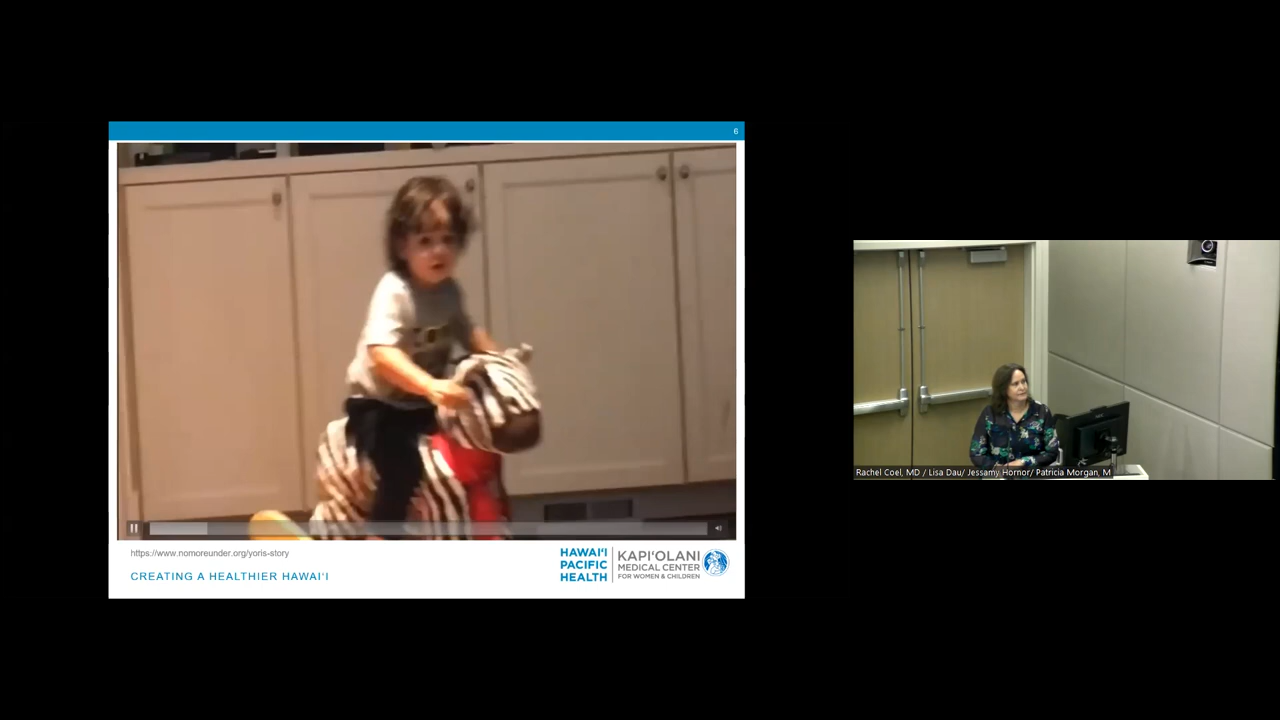 6
https://www.nomoreunder.org/yoris-story
CREATING A HEALTHIER HAWAI'I
HAWAI'I
PACIFIC
HEALTH
KAPI'OLANI
MEDICAL CENTER
FOR WOMEN & CHILDREN
Rachel Coel, MD / Lisa Dau/ Jessamy Hornor/ Patricia Morgan, M